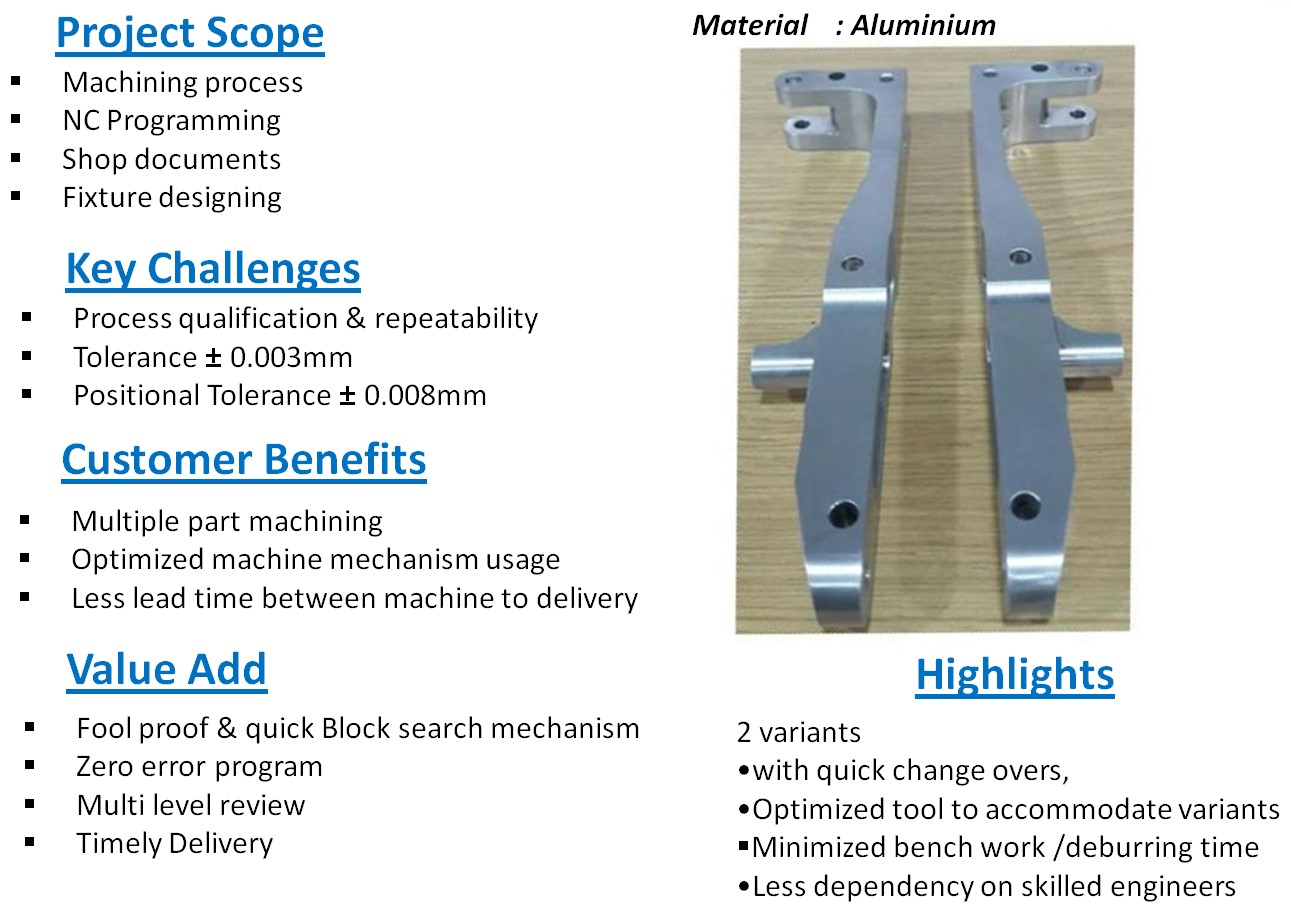 Project Scope
▪ Machining process
▪ NC Programming
▪ Shop documents
▪ Fixture designing
Key Challenges
▪ Process qualification & repeatability
▪ Tolerance ± 0.003mm
▪ Positional Tolerance ± 0.008mm
Customer Benefits
▪ Multiple part machining
▪ Optimized machine mechanism usage
▪ Less lead time between machine to delivery
Value Add
▪ Fool proof & quick Block search mechanism
▪ Zero error program
▪ Multi level review
▪ Timely Delivery
Material : Aluminium
Highlights
2 variants
•with quick change overs,
•Optimized tool to accommodate variants
▪Minimized bench work /deburring time
•Less dependency on skilled engineers